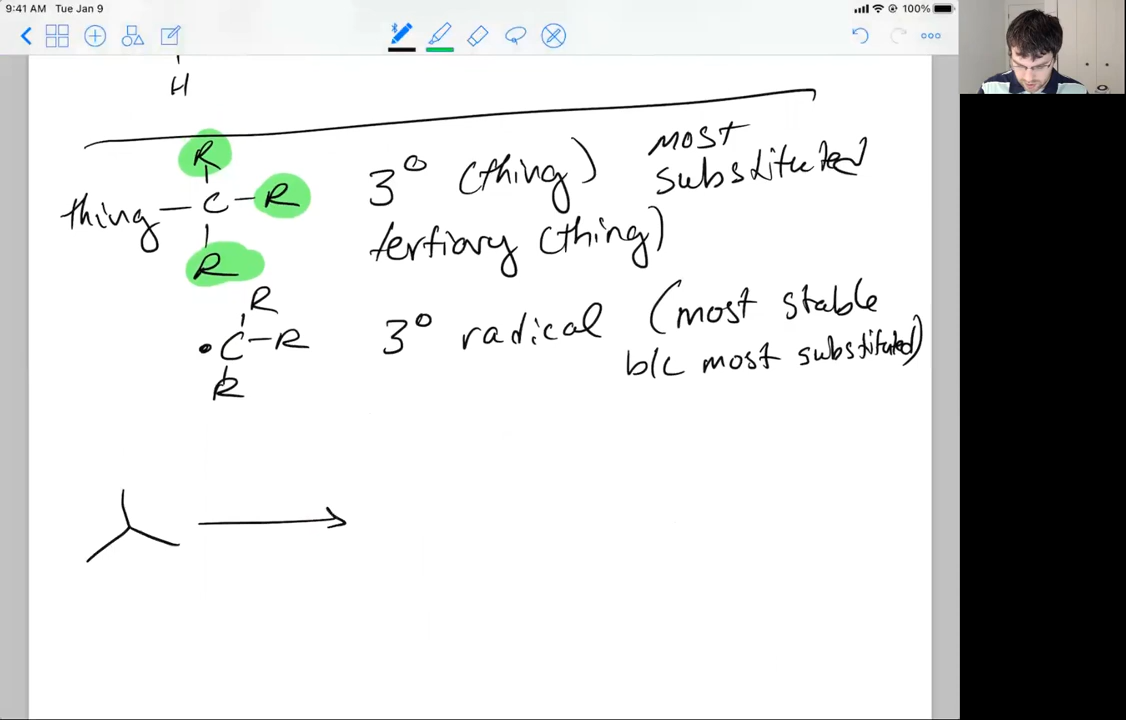 9:41 AM Tue Jan 9
100%
H
R
thing—C—R
R
3° (thing) most substituted
tertiary (thing)
R
•C—R
R
3° radical (most stable
b/c most substituted)